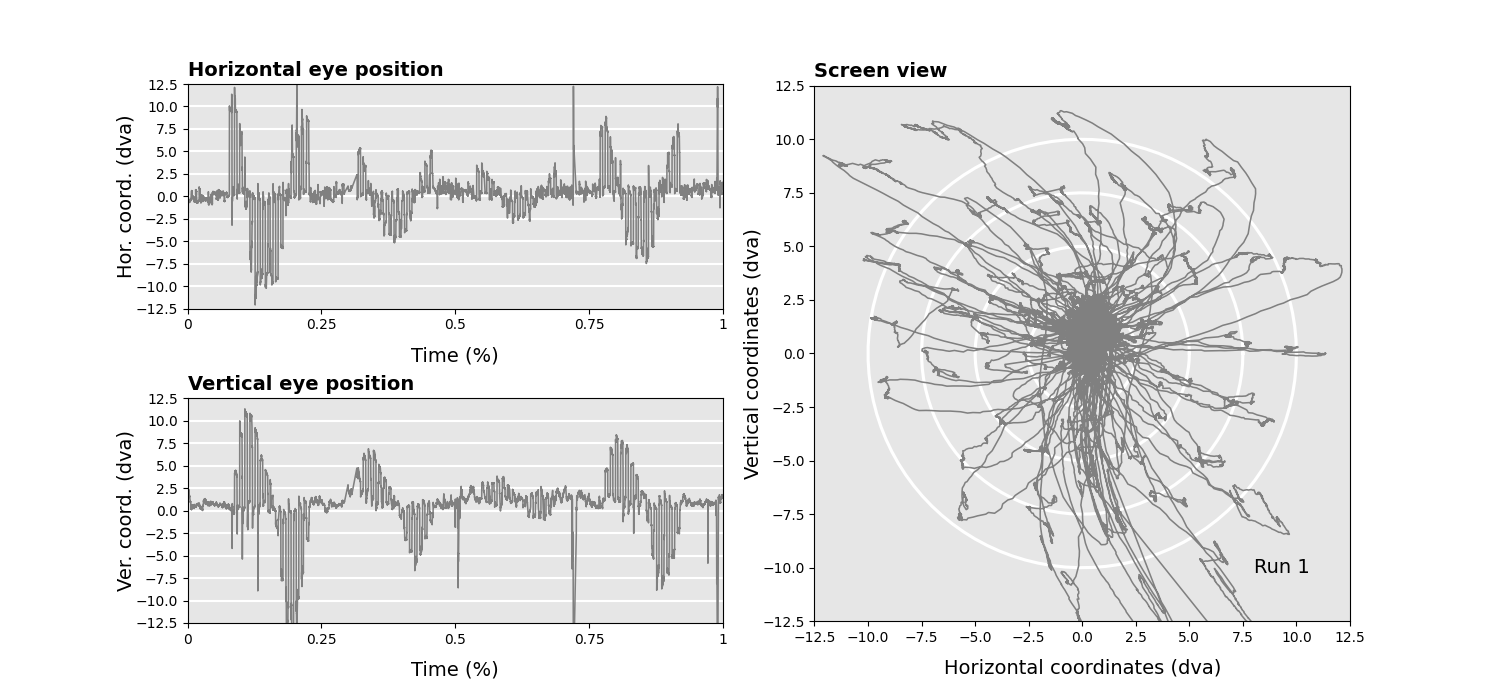 Horizontal eye position
Hor. coord. (dva)
12.5
10.0
7.5
5.0
2.5
0.0
−2.5
−5.0
−7.5
−10.0
−12.5
0 0.25 0.5 0.75 1
Time (%)
Vertical eye position
Ver. coord. (dva)
12.5
10.0
7.5
5.0
2.5
0.0
−2.5
−5.0
−7.5
−10.0
−12.5
0 0.25 0.5 0.75 1
Time (%)
Screen view
Vertical coordinates (dva)
12.5
10.0
7.5
5.0
2.5
0.0
−2.5
−5.0
−7.5
−10.0
−12.5
Run 1
−12.5 −10.0 −7.5 −5.0 −2.5 0.0 2.5 5.0 7.5 10.0 12.5
Horizontal coordinates (dva)